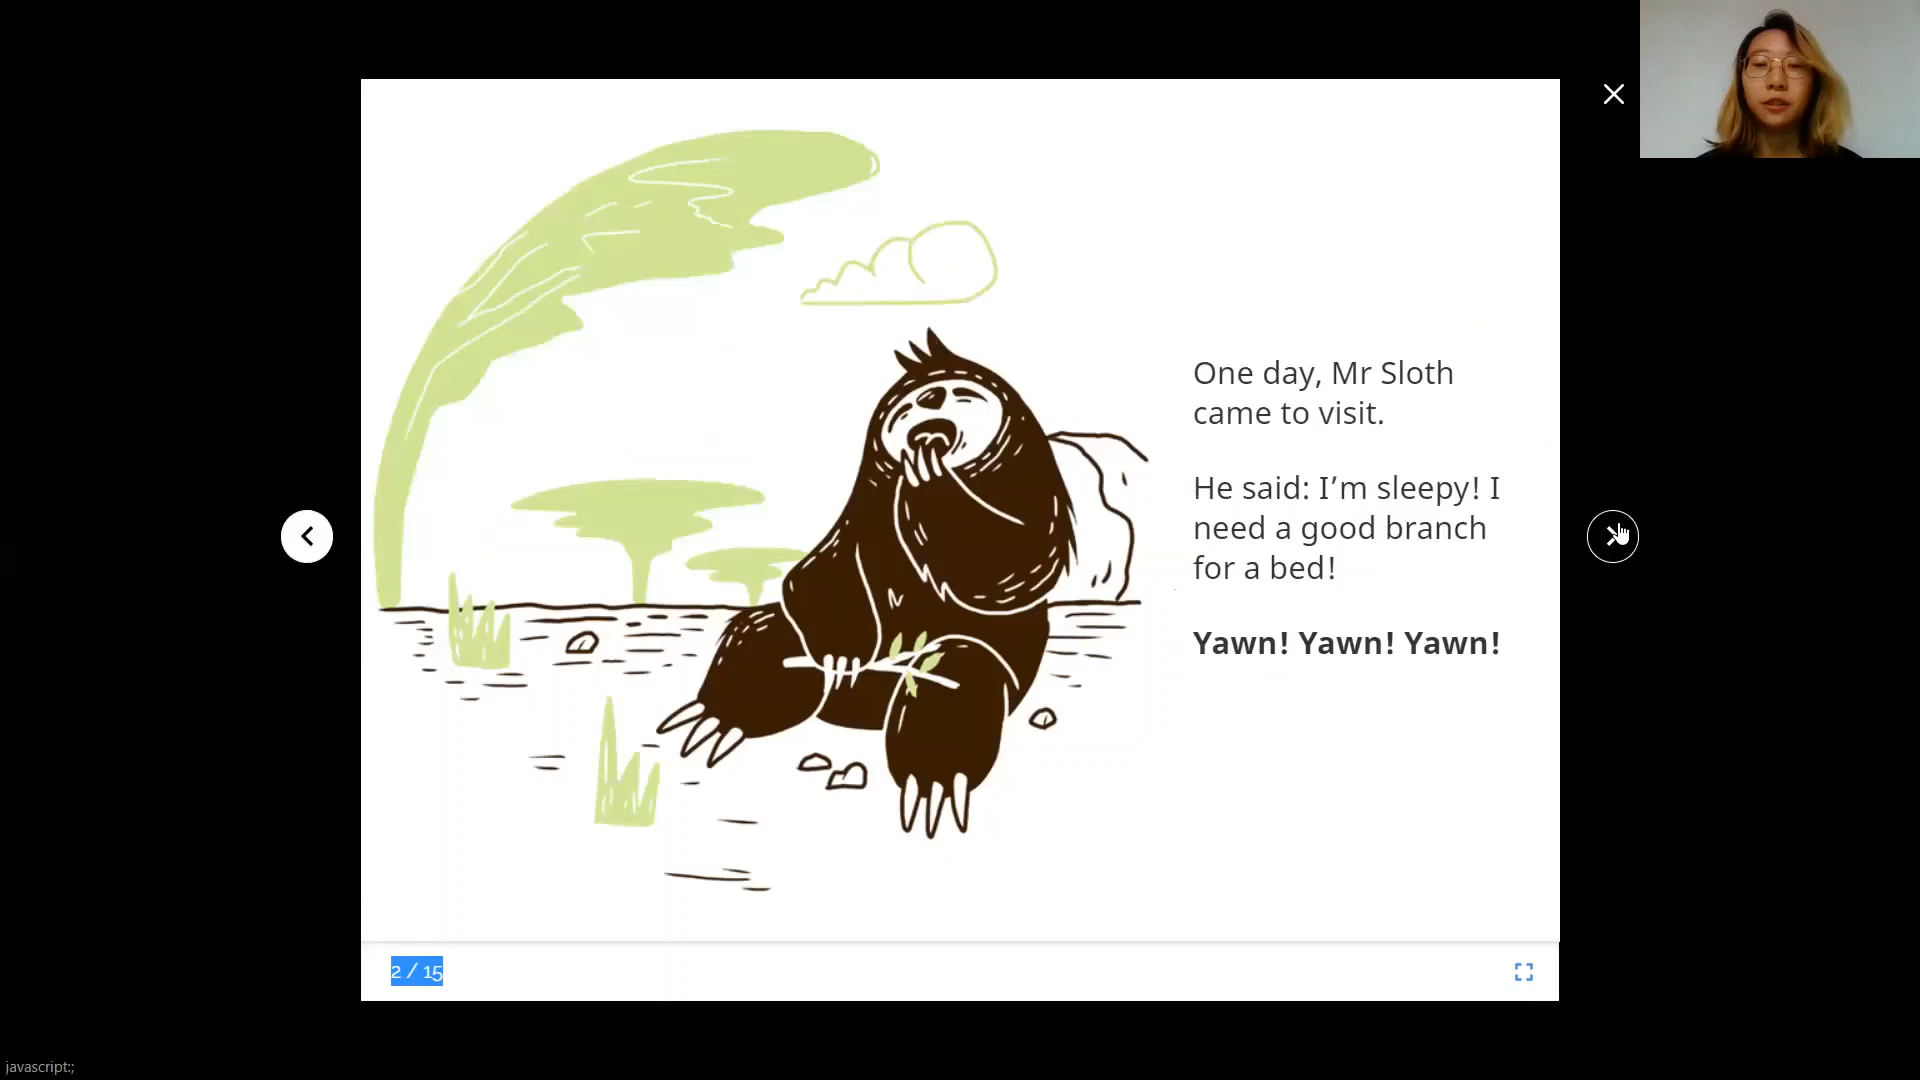 One day, Mr Sloth
came to visit.
He said: I’m sleepy! I
need a good branch
for a bed!
Yawn! Yawn! Yawn!
2 / 15
javascript:;